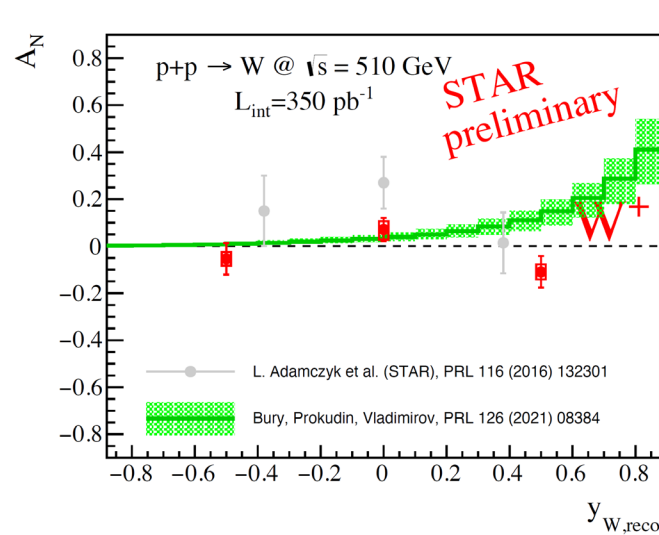 A_N
0.8
0.6
0.4
0.2
0
−0.2
−0.4
−0.6
−0.8
p+p → W @ √s = 510 GeV
L_int=350 pb^-1
STAR
preliminary
W^+
L. Adamczyk et al. (STAR), PRL 116 (2016) 132301
Bury, Prokudin, Vladimirov, PRL 126 (2021) 08384
−0.8 −0.6 −0.4 −0.2 0 0.2 0.4 0.6 0.8
y_W,reco